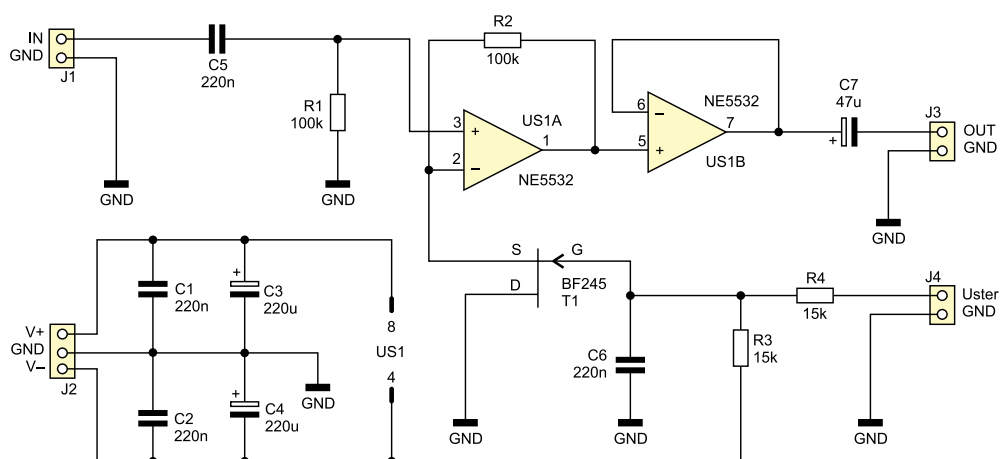 IN
GND
J1
C5
220n
R1
100k
GND
GND
R2
100k
3
+
2
−
1
US1A
NE5532
6
−
5
+
7
NE5532
US1B
C7
47u
+
J3
OUT
GND
GND
V+
GND
V−
J2
C1
220n
+
C3
220u
C2
220n
+
C4
220u
GND
8
US1
4
S
G
D
BF245
T1
GND
C6
220n
GND
R3
15k
R4
15k
J4
Uster
GND
GND